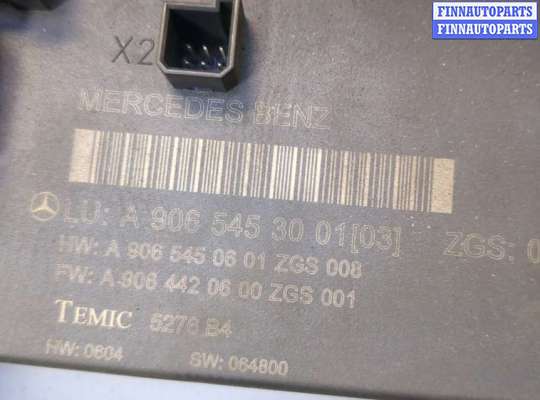 FINNAUTOPARTS
FINNAUTOPARTS
X2
MERCEDES BENZ
LU: A 906 545 30 01[03] ZGS: 0
HW: A 906 545 06 01 ZGS 008
FW: A 906 442 06 00 ZGS 001
TEMIC 5276 B4
HW: 0604 SW: 064800